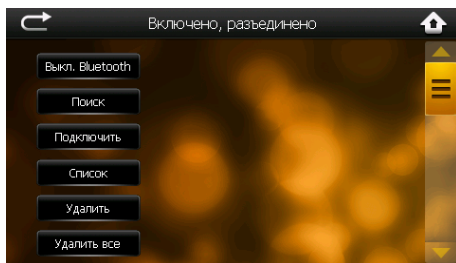 Включено, разъединено
Выкл. Bluetooth
Поиск
Подключить
Список
Удалить
Удалить все